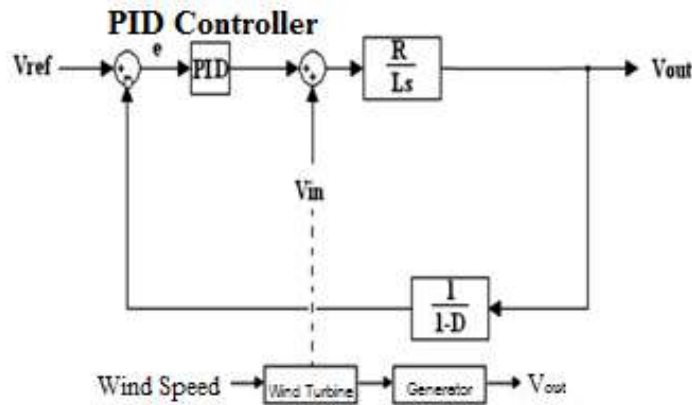 PID Controller
e
Vref
+
-
PID
+
+
R
Ls
Vout
Vin
1
1-D
Wind Speed
Wind Turbine
Generator
Vout